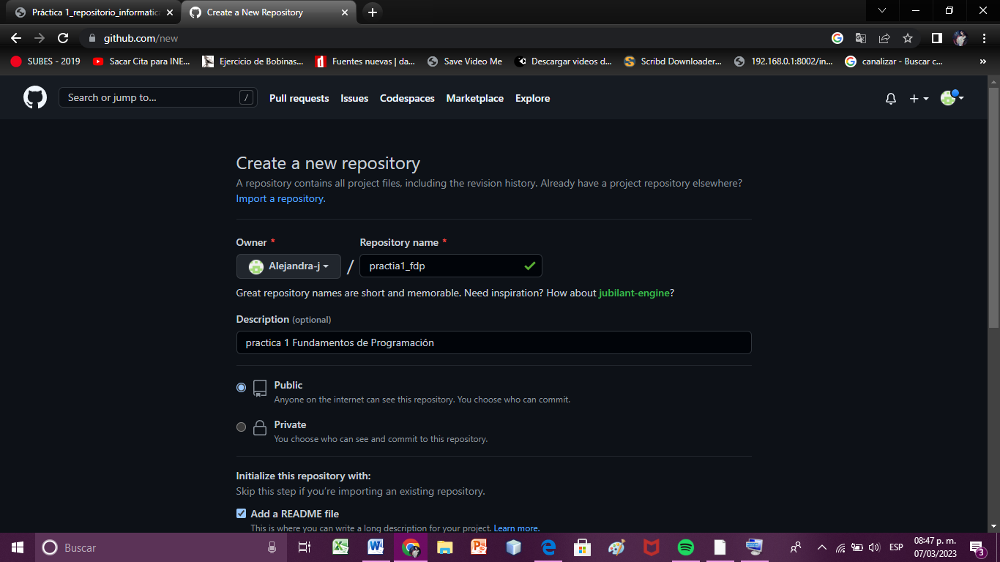 Práctica 1_repositorio_informatica
Create a New Repository
github.com/new
SUBES - 2019
Sacar Cita para INE...
Ejercicio de Bobinas...
Fuentes nuevas | da...
Save Video Me
Descargar videos d...
Scribd Downloader...
192.168.0.1:8002/in...
canalizar - Buscar c...
»
Search or jump to...
/
Pull requests
Issues
Codespaces
Marketplace
Explore
Create a new repository
A repository contains all project files, including the revision history. Already have a project repository elsewhere?
Import a repository.
Owner *
Repository name *
Alejandra-j
/
practia1_fdp
Great repository names are short and memorable. Need inspiration? How about jubilant-engine?
Description (optional)
practica 1 Fundamentos de Programación
Public
Anyone on the internet can see this repository. You choose who can commit.
Private
You choose who can see and commit to this repository.
Initialize this repository with:
Skip this step if you're importing an existing repository.
Add a README file
This is where you can write a long description for your project. Learn more.
Buscar
ESP
08:47 p. m.
07/03/2023
3